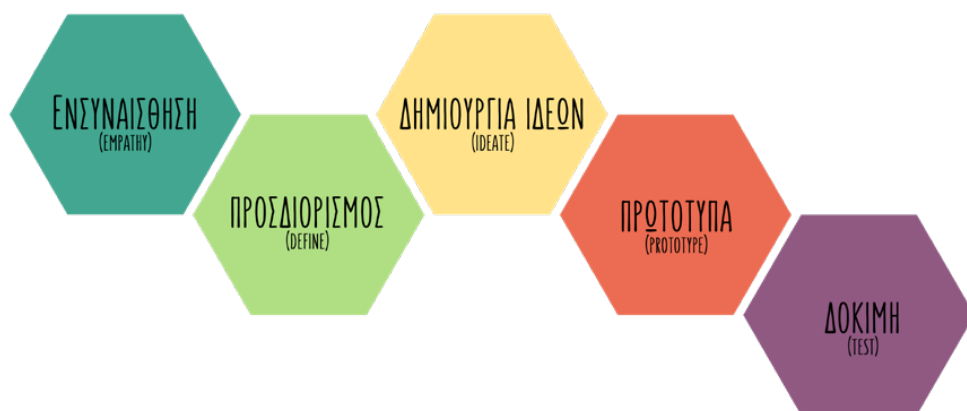 ΕΝΣΥΝΑΙΣΘΗΣΗ
(EMPATHY)
ΠΡΟΣΔΙΟΡΙΣΜΟΣ
(DEFINE)
ΔΗΜΙΟΥΡΓΙΑ ΙΔΕΩΝ
(IDEATE)
ΠΡΩΤΟΤΥΠΑ
(PROTOTYPE)
ΔΟΚΙΜΗ
(TEST)